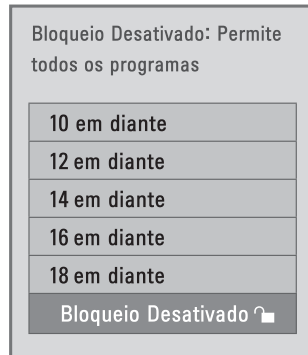 Bloqueio Desativado: Permite
todos os programas
10 em diante
12 em diante
14 em diante
16 em diante
18 em diante
Bloqueio Desativado